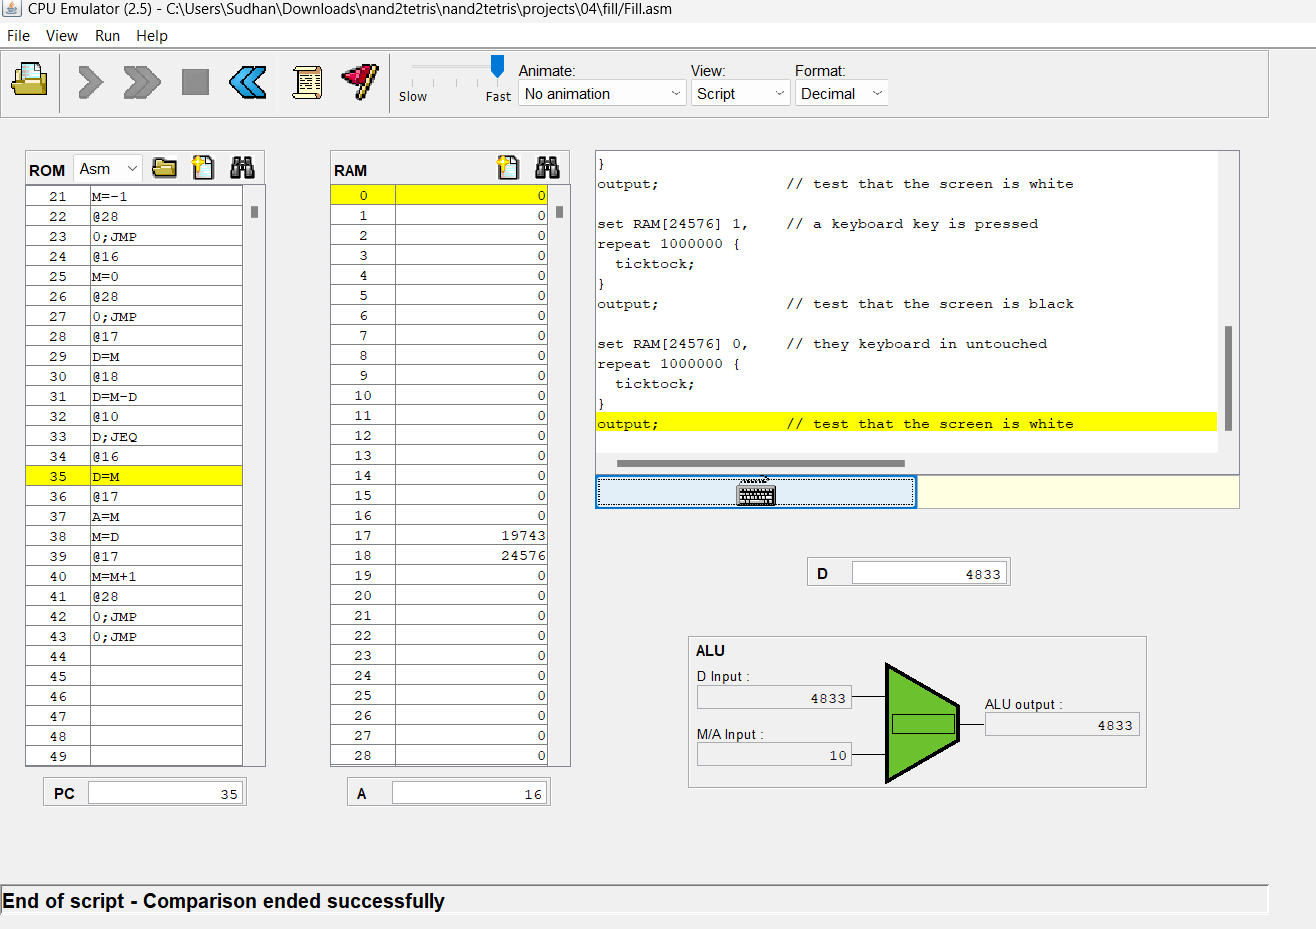 CPU Emulator (2.5) - C:\Users\Sudhan\Downloads\nand2tetris\nand2tetris\projects\04\fill/Fill.asm
File View Run Help
Slow Fast
Animate: View: Format:
No animation Script Decimal
ROM Asm
21 M=-1
22 @28
23 0;JMP
24 @16
25 M=0
26 @28
27 0;JMP
28 @17
29 D=M
30 @18
31 D=M-D
32 @10
33 D;JEQ
34 @16
35 D=M
36 @17
37 A=M
38 M=D
39 @17
40 M=M+1
41 @28
42 0;JMP
43 0;JMP
44
45
46
47
48
49
PC 35
RAM
0 0
1 0
2 0
3 0
4 0
5 0
6 0
7 0
8 0
9 0
10 0
11 0
12 0
13 0
14 0
15 0
16 0
17 19743
18 24576
19 0
20 0
21 0
22 0
23 0
24 0
25 0
26 0
27 0
28 0
A 16
}
output; // test that the screen is white
set RAM[24576] 1, // a keyboard key is pressed
repeat 1000000 {
ticktock;
}
output; // test that the screen is black
set RAM[24576] 0, // they keyboard in untouched
repeat 1000000 {
ticktock;
}
output; // test that the screen is white
D 4833
ALU
D Input :
4833
M/A Input :
10
ALU output :
4833
End of script - Comparison ended successfully